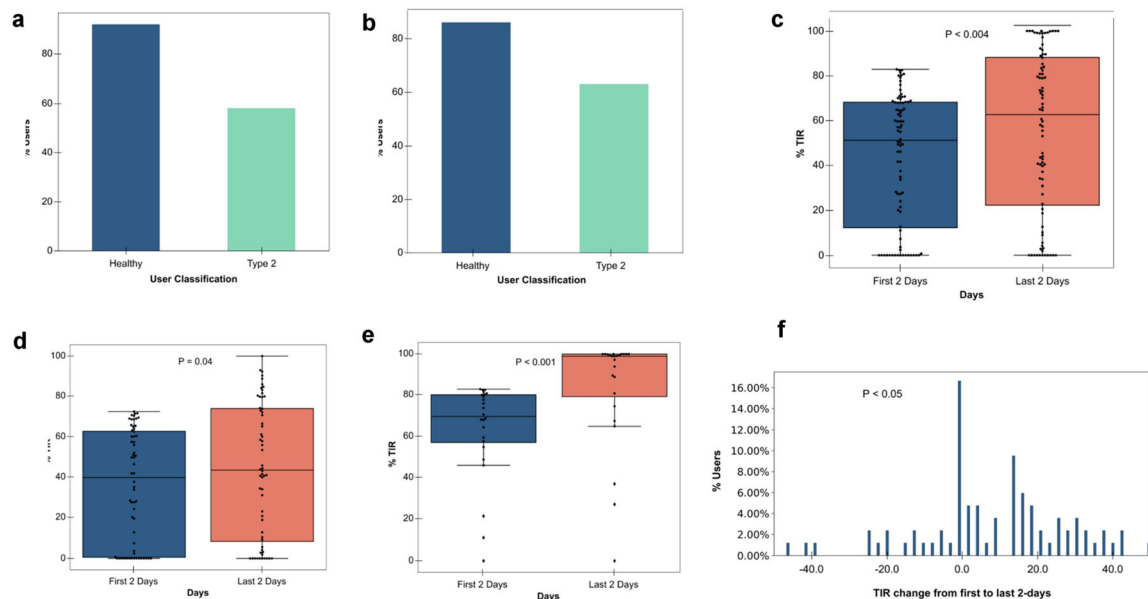 a
80
60
40
20
0
% Users
Healthy Type 2
User Classification
b
80
60
40
20
0
% Users
Healthy Type 2
User Classification
c
P < 0.004
100
80
60
40
20
0
% TIR
First 2 Days Last 2 Days
Days
d
P = 0.04
100
80
60
40
20
0
% TIR
First 2 Days Last 2 Days
Days
e
P < 0.001
100
80
60
40
20
0
% TIR
First 2 Days Last 2 Days
Days
f
P < 0.05
16.00%
14.00%
12.00%
10.00%
8.00%
6.00%
4.00%
2.00%
0.00%
% Users
-40.0 -20.0 0.0 20.0 40.0
TIR change from first to last 2-days